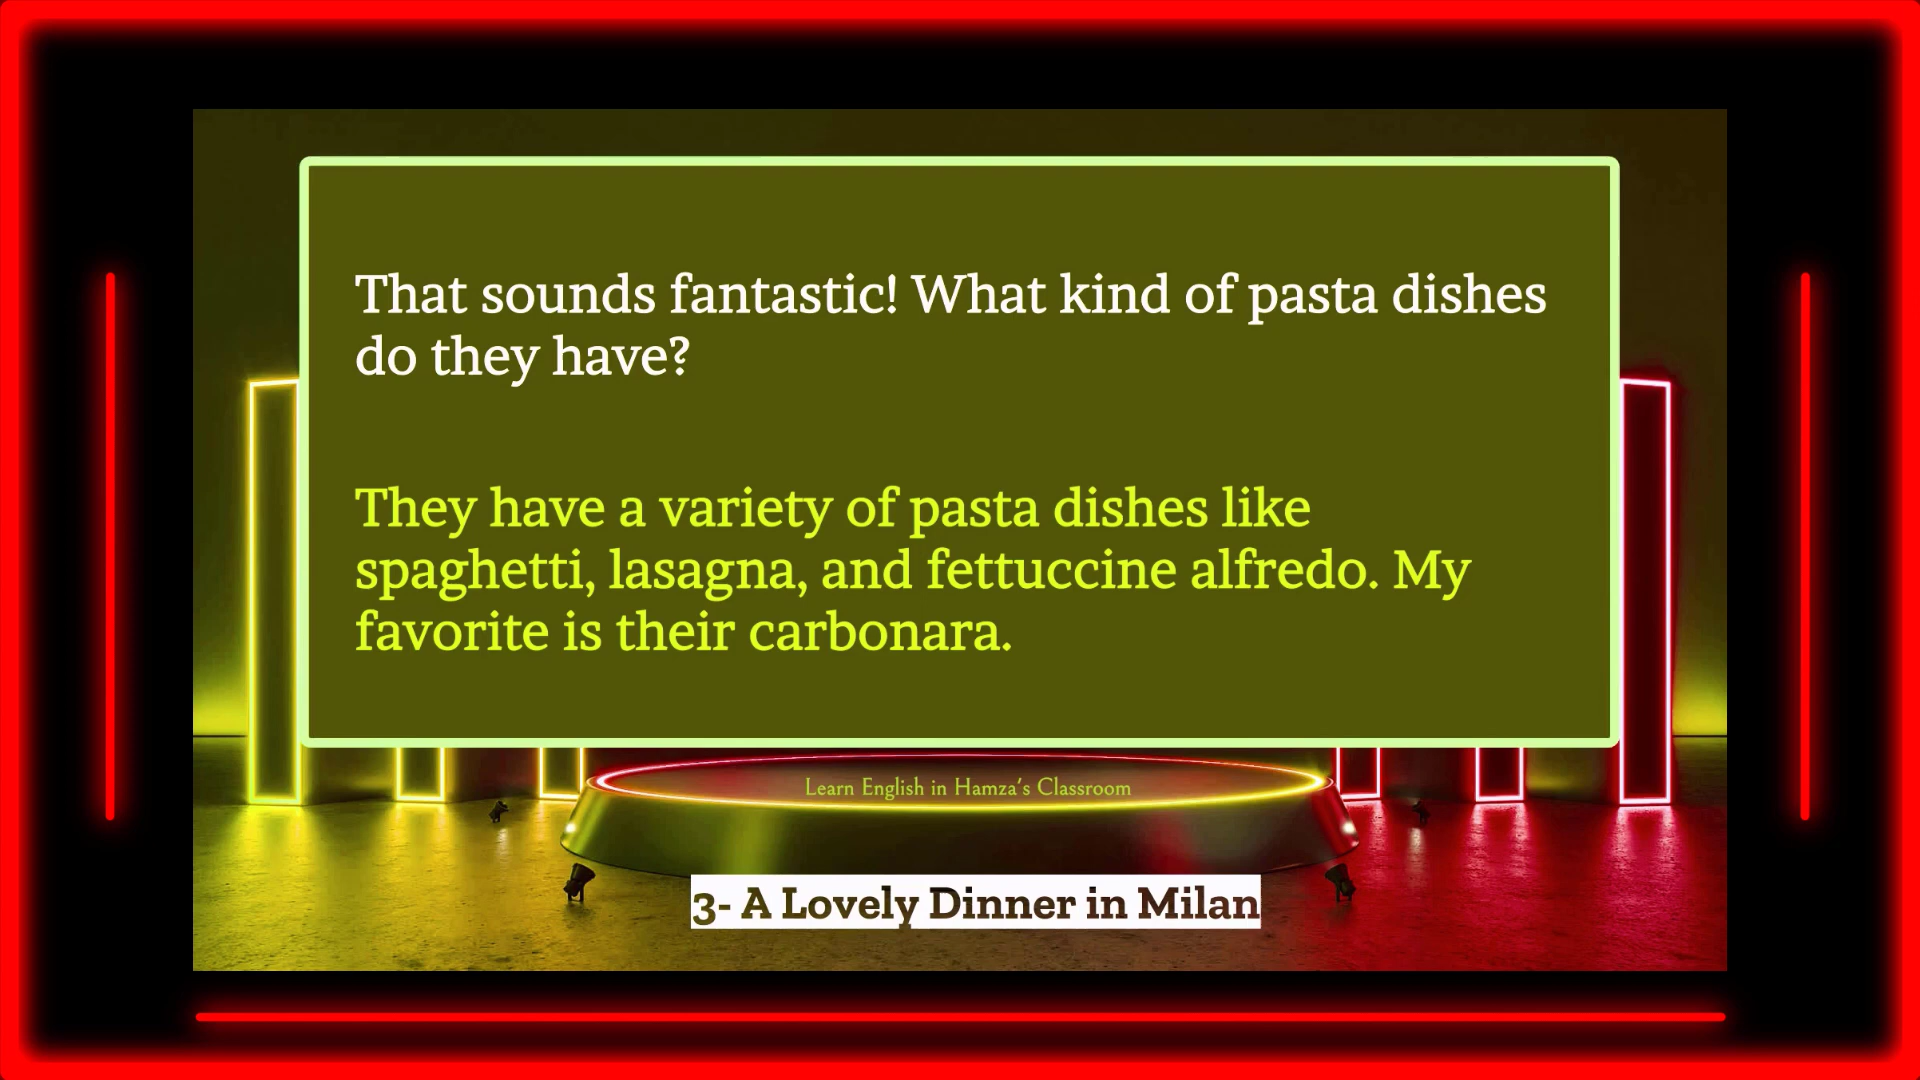 That sounds fantastic! What kind of pasta dishes
do they have?
They have a variety of pasta dishes like
spaghetti, lasagna, and fettuccine alfredo. My
favorite is their carbonara.
Learn English in Hamza's Classroom
3- A Lovely Dinner in Milan